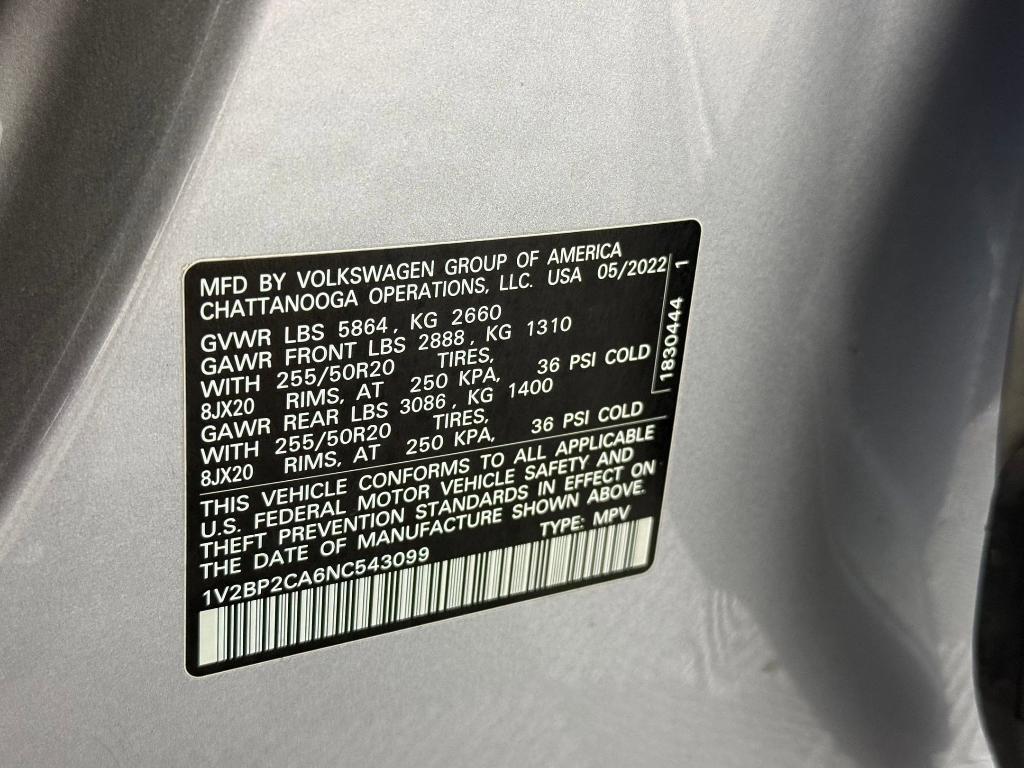 MFD BY VOLKSWAGEN GROUP OF AMERICA
CHATTANOOGA OPERATIONS, LLC. USA 05/2022
GVWR LBS 5864, KG 2660
GAWR FRONT LBS 2888, KG 1310
WITH 255/50R20 TIRES,
8JX20 RIMS, AT 250 KPA, 36 PSI COLD
GAWR REAR LBS 3086, KG 1400
WITH 255/50R20 TIRES,
8JX20 RIMS, AT 250 KPA, 36 PSI COLD
1830444 1
THIS VEHICLE CONFORMS TO ALL APPLICABLE
U.S. FEDERAL MOTOR VEHICLE SAFETY AND
THEFT PREVENTION STANDARDS IN EFFECT ON
THE DATE OF MANUFACTURE SHOWN ABOVE.
1V2BP2CA6NC543099 TYPE: MPV